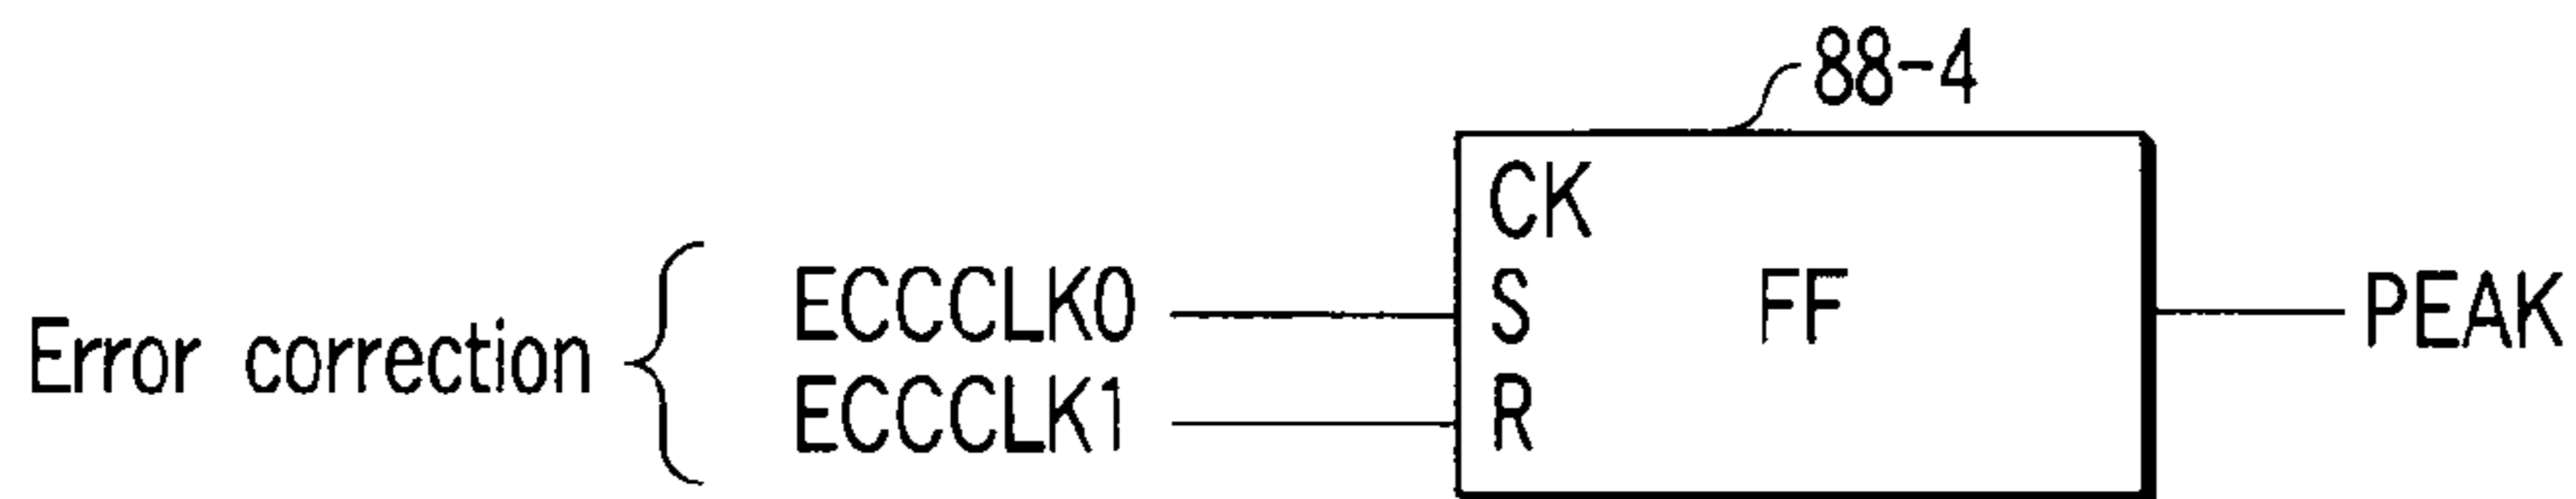 88-4
CK
Error correction { ECCCLK0 S FF PEAK
ECCCLK1 R